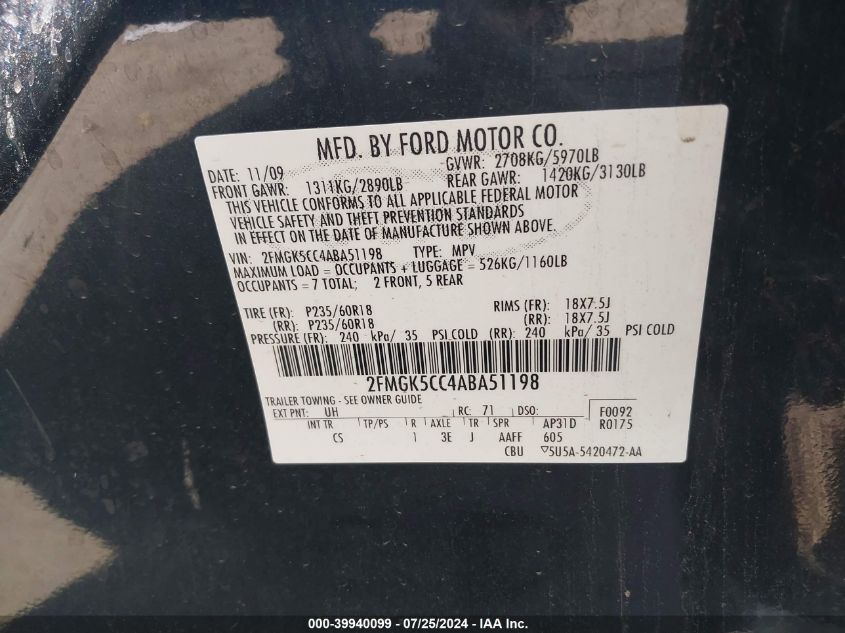 MFD. BY FORD MOTOR CO.
DATE: 11/09 GVWR: 2708KG/5970LB
FRONT GAWR: 1311KG/2890LB REAR GAWR: 1420KG/3130LB
THIS VEHICLE CONFORMS TO ALL APPLICABLE FEDERAL MOTOR
VEHICLE SAFETY AND THEFT PREVENTION STANDARDS
IN EFFECT ON THE DATE OF MANUFACTURE SHOWN ABOVE.
VIN: 2FMGK5CC4ABA51198 TYPE: MPV
MAXIMUM LOAD = OCCUPANTS + LUGGAGE = 526KG/1160LB
OCCUPANTS = 7 TOTAL; 2 FRONT, 5 REAR
TIRE (FR): P235/60R18 RIMS (FR): 18X7.5J
(RR): P235/60R18 (RR): 18X7.5J
PRESSURE (FR): 240 kPa/ 35 PSI COLD (RR): 240 kPa/ 35 PSI COLD
2FMGK5CC4ABA51198
TRAILER TOWING - SEE OWNER GUIDE
EXT PNT: UH RC: 71 DSO: F0092
INT TR TP/PS R AXLE TR SPR AP31D R0175
CS 1 3E J AAFF 605
CBU ▽5U5A-5420472-AA
000-39940099 - 07/25/2024 - IAA Inc.